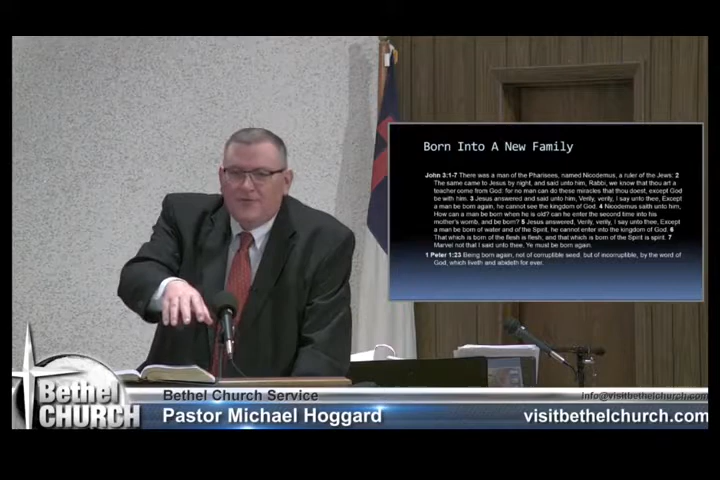 Born Into A New Family
John 3:1-7 There was a man of the Pharisees, named Nicodemus, a ruler of the Jews: 2
The same came to Jesus by night, and said unto him, Rabbi, we know that thou art a
teacher come from God: for no man can do these miracles that thou doest, except God
be with him. 3 Jesus answered and said unto him, Verily, verily, I say unto thee, Except
a man be born again, he cannot see the kingdom of God. 4 Nicodemus saith unto him,
How can a man be born when he is old? can he enter the second time into his
mother's womb, and be born? 5 Jesus answered, Verily, verily, I say unto thee, Except
a man be born of water and of the Spirit, he cannot enter into the kingdom of God. 6
That which is born of the flesh is flesh; and that which is born of the Spirit is spirit. 7
Marvel not that I said unto thee, Ye must be born again.
1 Peter 1:23 Being born again, not of corruptible seed, but of incorruptible, by the word of
God, which liveth and abideth for ever.
Bethel
CHURCH
Bethel Church Service
Pastor Michael Hoggard
info@visitbethelchurch.com
visitbethelchurch.com